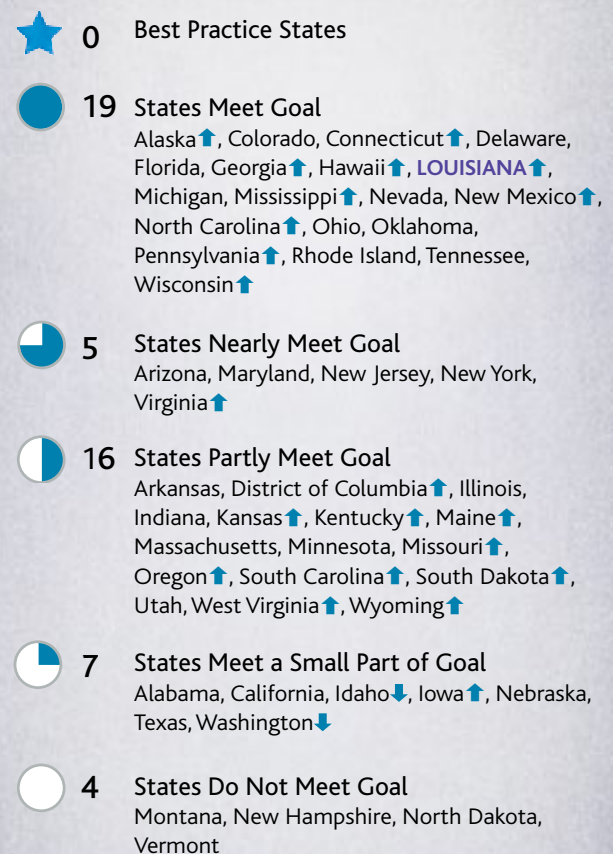 0 Best Practice States
19 States Meet Goal
Alaska⬆, Colorado, Connecticut⬆, Delaware,
Florida, Georgia⬆, Hawaii⬆, LOUISIANA⬆,
Michigan, Mississippi⬆, Nevada, New Mexico⬆,
North Carolina⬆, Ohio, Oklahoma,
Pennsylvania⬆, Rhode Island, Tennessee,
Wisconsin⬆
5 States Nearly Meet Goal
Arizona, Maryland, New Jersey, New York,
Virginia⬆
16 States Partly Meet Goal
Arkansas, District of Columbia⬆, Illinois,
Indiana, Kansas⬆, Kentucky⬆, Maine⬆,
Massachusetts, Minnesota, Missouri⬆,
Oregon⬆, South Carolina⬆, South Dakota⬆,
Utah, West Virginia⬆, Wyoming⬆
7 States Meet a Small Part of Goal
Alabama, California, Idaho⬇, Iowa⬆, Nebraska,
Texas, Washington⬇
4 States Do Not Meet Goal
Montana, New Hampshire, North Dakota,
Vermont